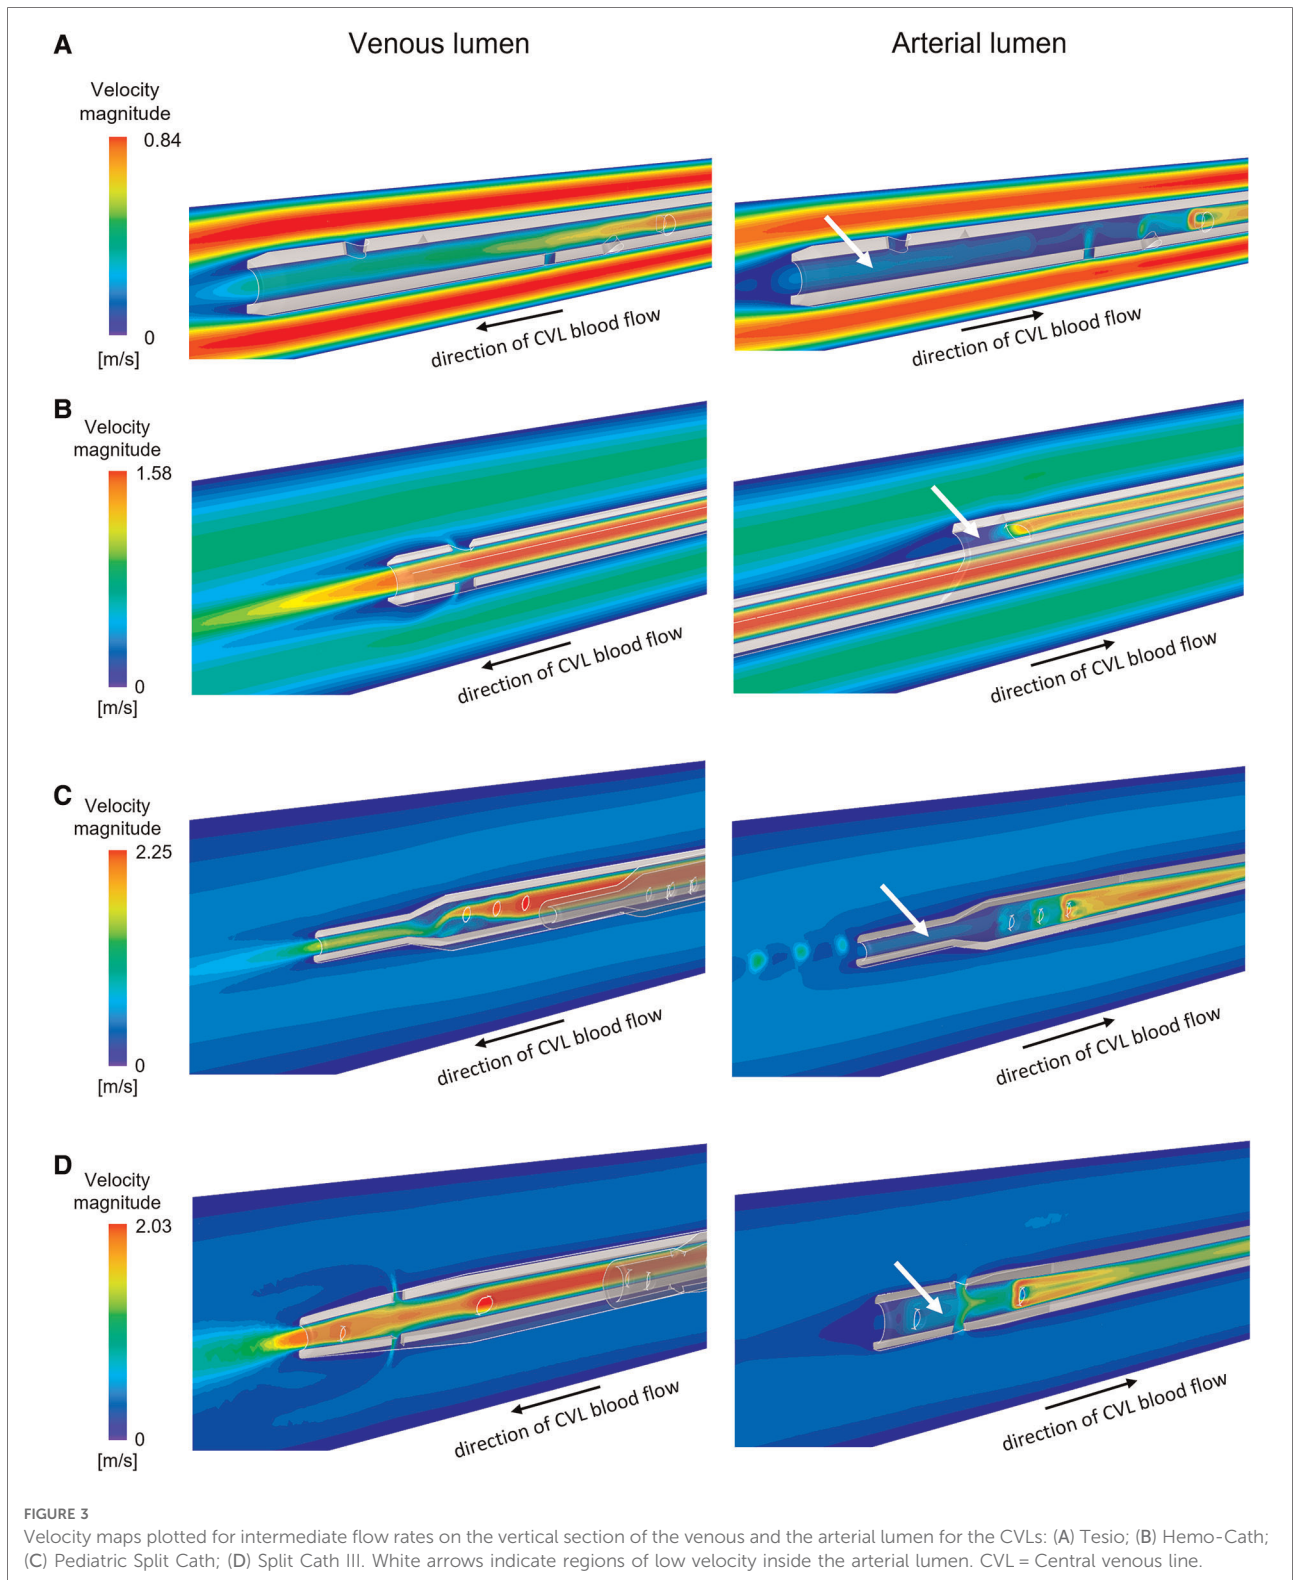 A
Venous lumen
Arterial lumen
Velocity
magnitude
0.84
0
[m/s]
direction of CVL blood flow
direction of CVL blood flow
B
Velocity
magnitude
1.58
0
[m/s]
direction of CVL blood flow
direction of CVL blood flow
C
Velocity
magnitude
2.25
0
[m/s]
direction of CVL blood flow
direction of CVL blood flow
D
Velocity
magnitude
2.03
0
[m/s]
direction of CVL blood flow
direction of CVL blood flow
FIGURE 3
Velocity maps plotted for intermediate flow rates on the vertical section of the venous and the arterial lumen for the CVLs: (A) Tesio; (B) Hemo-Cath;
(C) Pediatric Split Cath; (D) Split Cath III. White arrows indicate regions of low velocity inside the arterial lumen. CVL = Central venous line.